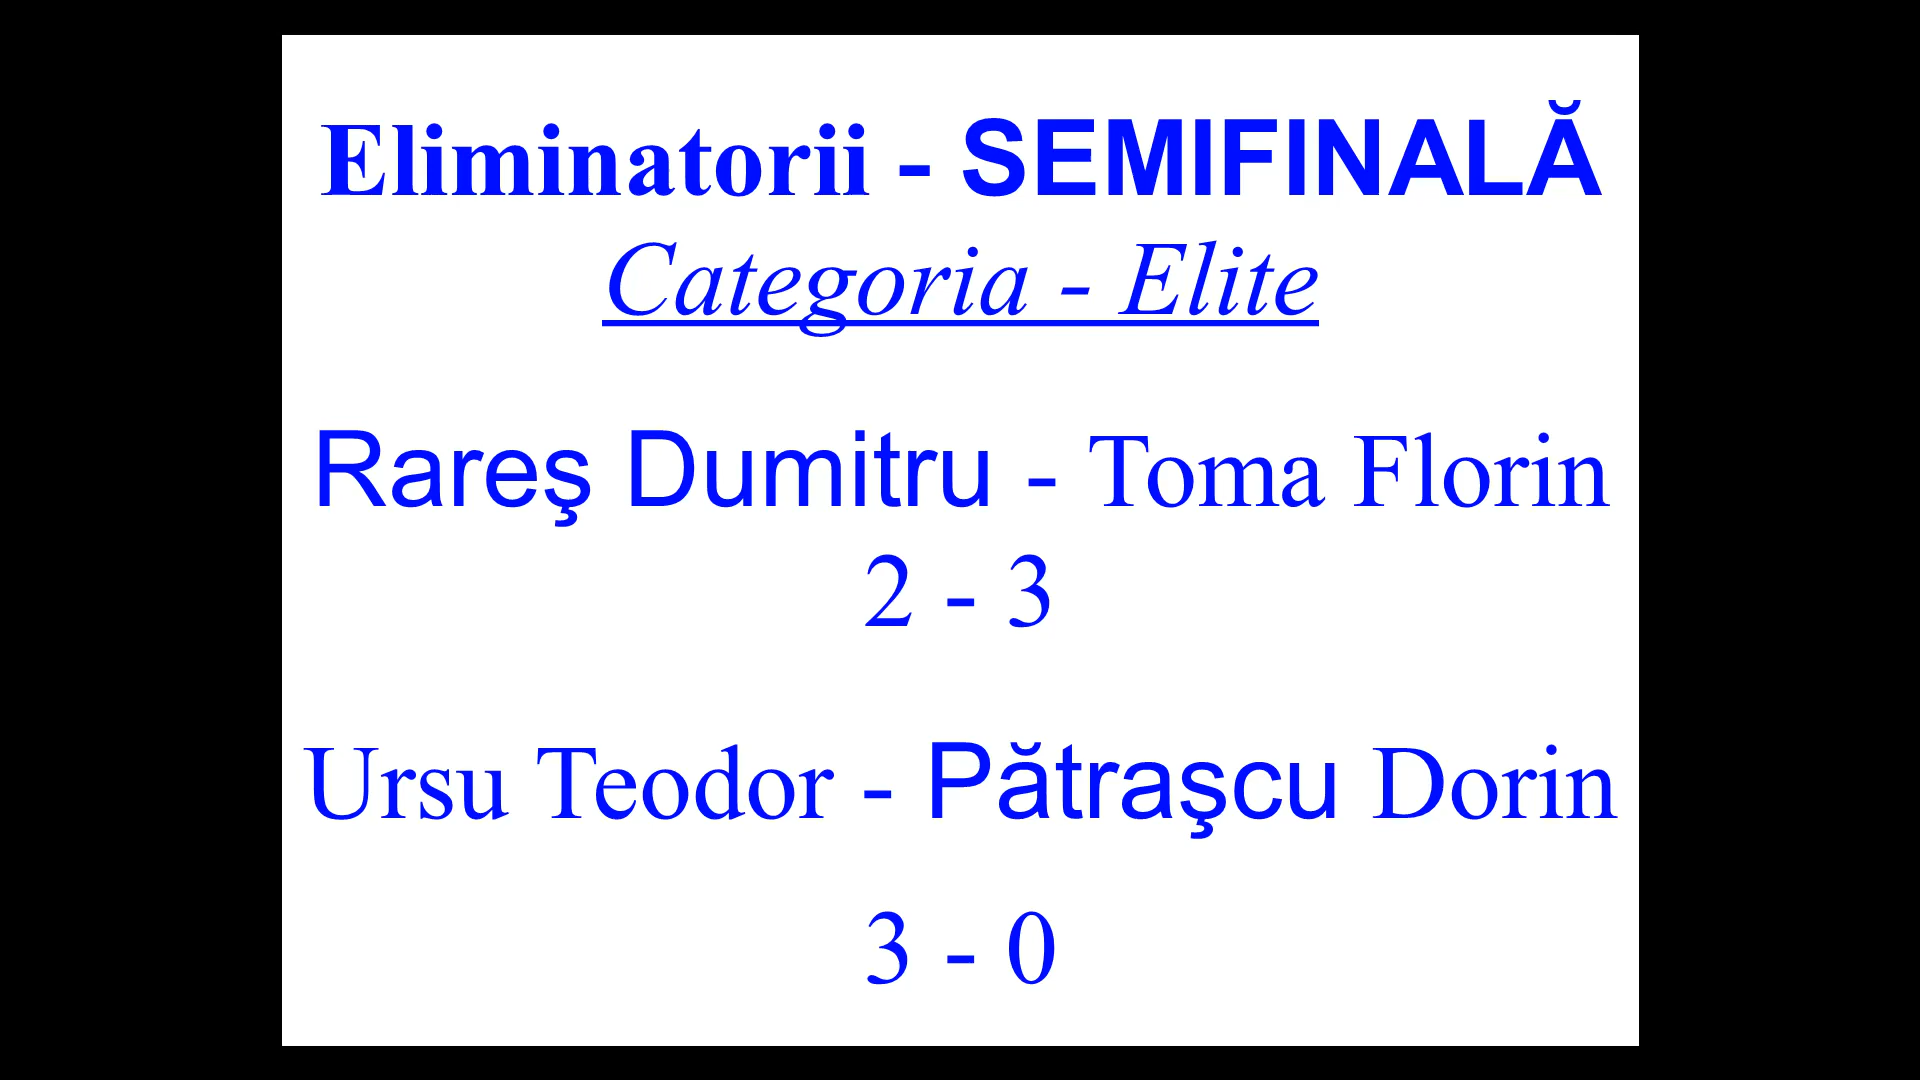 Eliminatorii - SEMIFINALĂ
Categoria - Elite
Rareş Dumitru - Toma Florin
2 - 3
Ursu Teodor - Pătraşcu Dorin
3 - 0